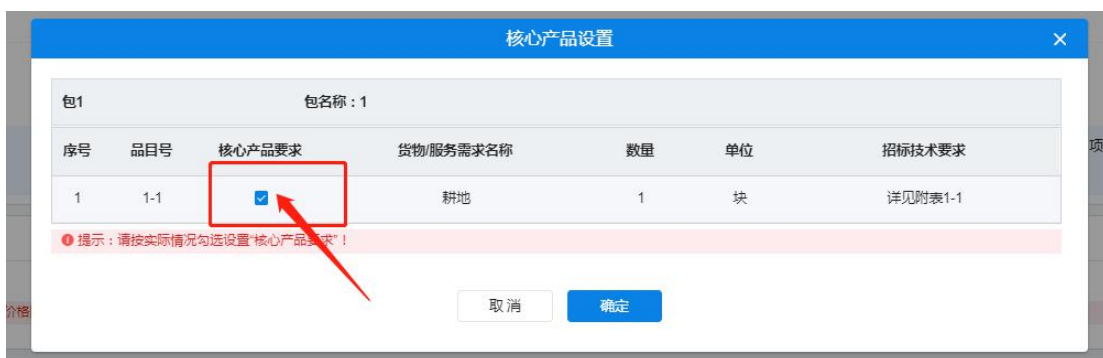 核心产品设置
包1 包名称：1
序号 品目号 核心产品要求 货物/服务需求名称 数量 单位 招标技术要求
项
1 1-1 耕地 1 块 详见附表1-1
提示：请按实际情况勾选设置“核心产品要求”！
取消 确定
价格